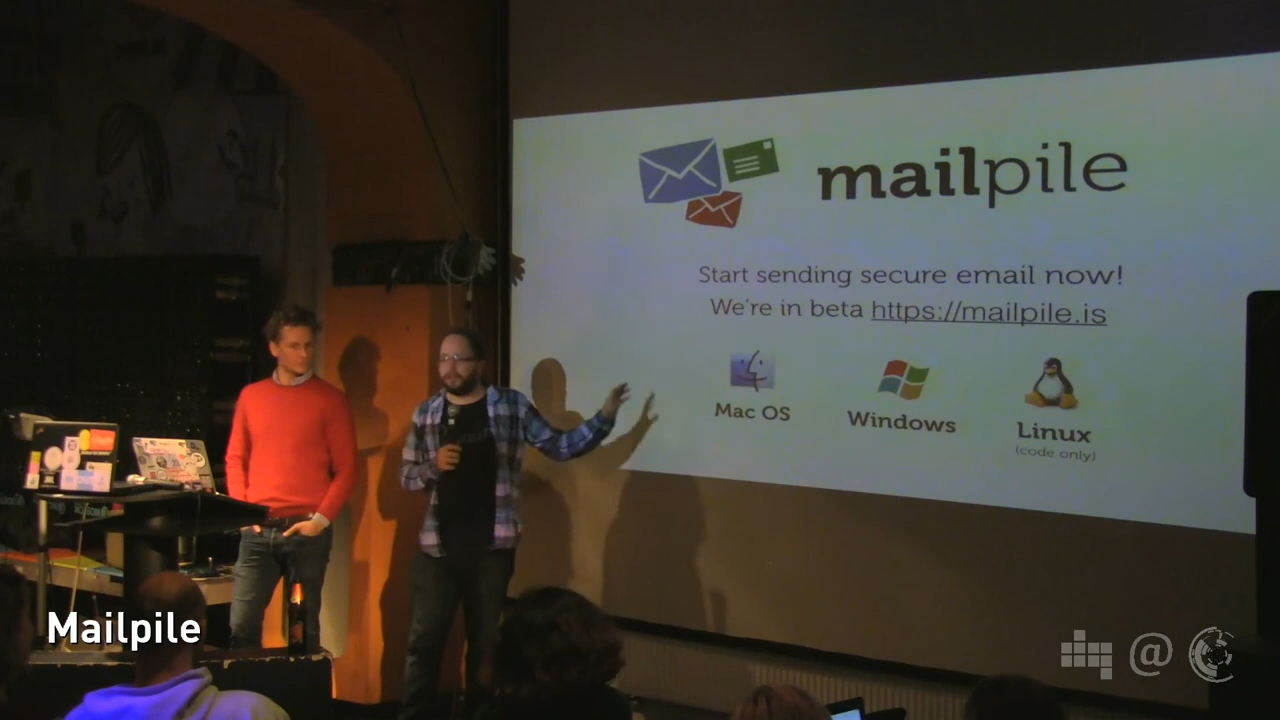 mailpile
Start sending secure email now!
We're in beta https://mailpile.is
Mac OS
Windows
Linux
(code only)
Mailpile
@